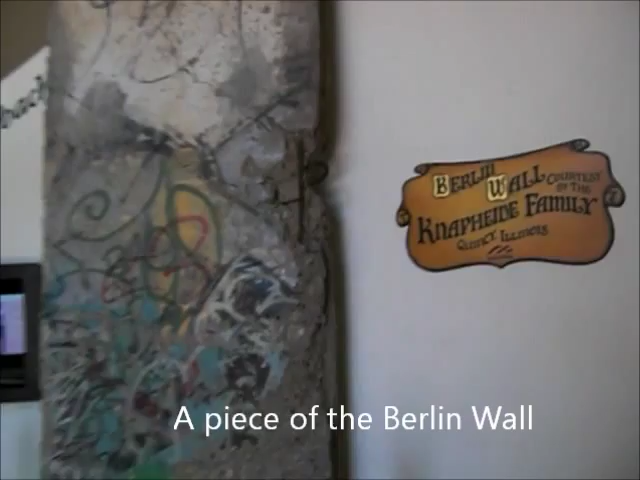 BERLIN WALL COURTESY
OF THE
KNAPHEIDE FAMILY
QUINCY ILLINOIS
A piece of the Berlin Wall